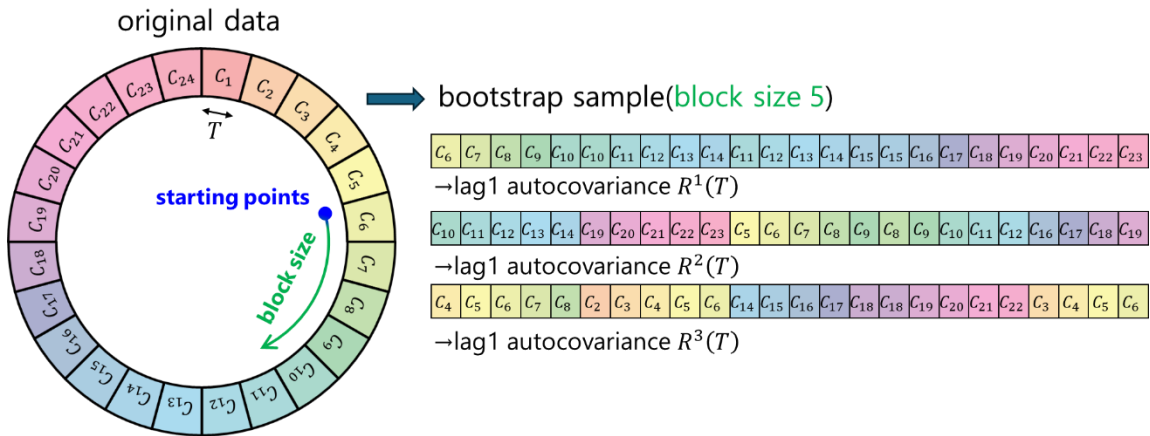 original data
C₁ C₂ C₃ C₄ C₅ C₆ C₇ C₈ C₉ C₁₀ C₁₁ C₁₂ C₁₃ C₁₄ C₁₅ C₁₆ C₁₇ C₁₈ C₁₉ C₂₀ C₂₁ C₂₂ C₂₃ C₂₄
T
starting points
block size
bootstrap sample(block size 5)
C₆ C₇ C₈ C₉ C₁₀ C₁₀ C₁₁ C₁₂ C₁₃ C₁₄ C₁₁ C₁₂ C₁₃ C₁₄ C₁₅ C₁₅ C₁₆ C₁₇ C₁₈ C₁₉ C₂₀ C₂₁ C₂₂ C₂₃
→lag1 autocovariance R¹(T)
C₁₀ C₁₁ C₁₂ C₁₃ C₁₄ C₁₉ C₂₀ C₂₁ C₂₂ C₂₃ C₅ C₆ C₇ C₈ C₉ C₈ C₉ C₁₀ C₁₁ C₁₂ C₁₆ C₁₇ C₁₈ C₁₉
→lag1 autocovariance R²(T)
C₄ C₅ C₆ C₇ C₈ C₂ C₃ C₄ C₅ C₆ C₁₄ C₁₅ C₁₆ C₁₇ C₁₈ C₁₈ C₁₉ C₂₀ C₂₁ C₂₂ C₃ C₄ C₅ C₆
→lag1 autocovariance R³(T)